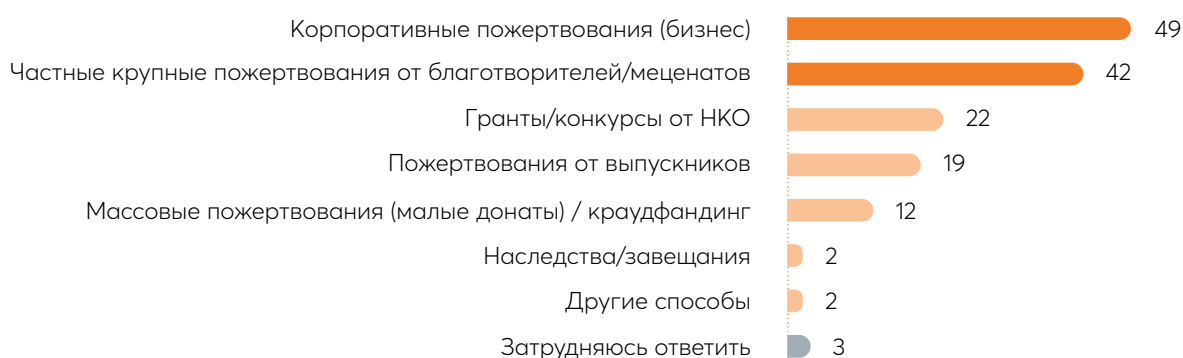 Корпоративные пожертвования (бизнес) 49
Частные крупные пожертвования от благотворителей/меценатов 42
Гранты/конкурсы от НКО 22
Пожертвования от выпускников 19
Массовые пожертвования (малые донаты) / краудфандинг 12
Наследства/завещания 2
Другие способы 2
Затрудняюсь ответить 3